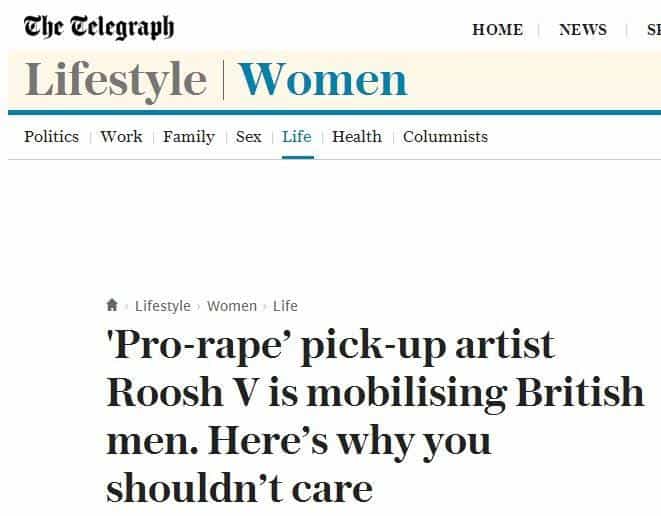 The Telegraph
HOME NEWS
Lifestyle Women
Politics Work Family Sex Life Health Columnists
Lifestyle › Women › Life
'Pro-rape’ pick-up artist
Roosh V is mobilising British
men. Here’s why you
shouldn’t care